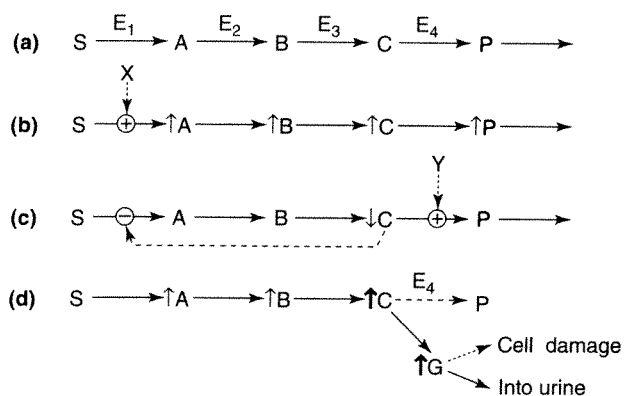 E₁ E₂ E₃ E₄
(a) S A B C P
X
(b) S + ↑A ↑B ↑C ↑P
Y
(c) S − A B ↓C + P
E₄
(d) S ↑A ↑B ↑C P
↑G Cell damage
Into urine